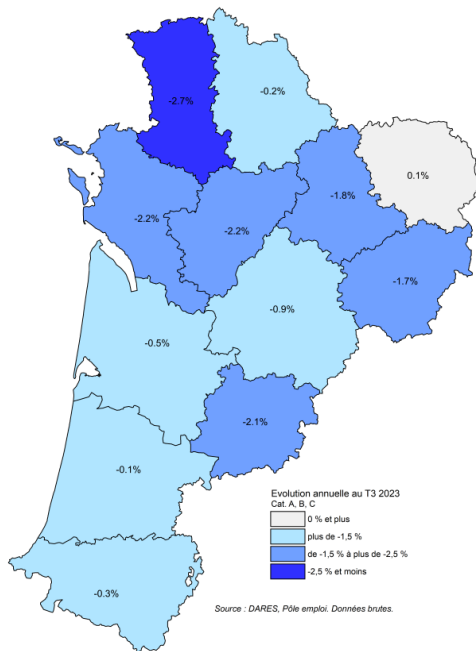 -2.7%
-0.2%
0.1%
-1.8%
-2.2%
-2.2%
-1.7%
-0.9%
-0.5%
-2.1%
-0.1%
-0.3%
Evolution annuelle au T3 2023
Cat. A, B, C
0 % et plus
plus de -1,5 %
de -1,5 % à plus de -2,5 %
-2,5 % et moins
Source : DARES, Pôle emploi. Données brutes.